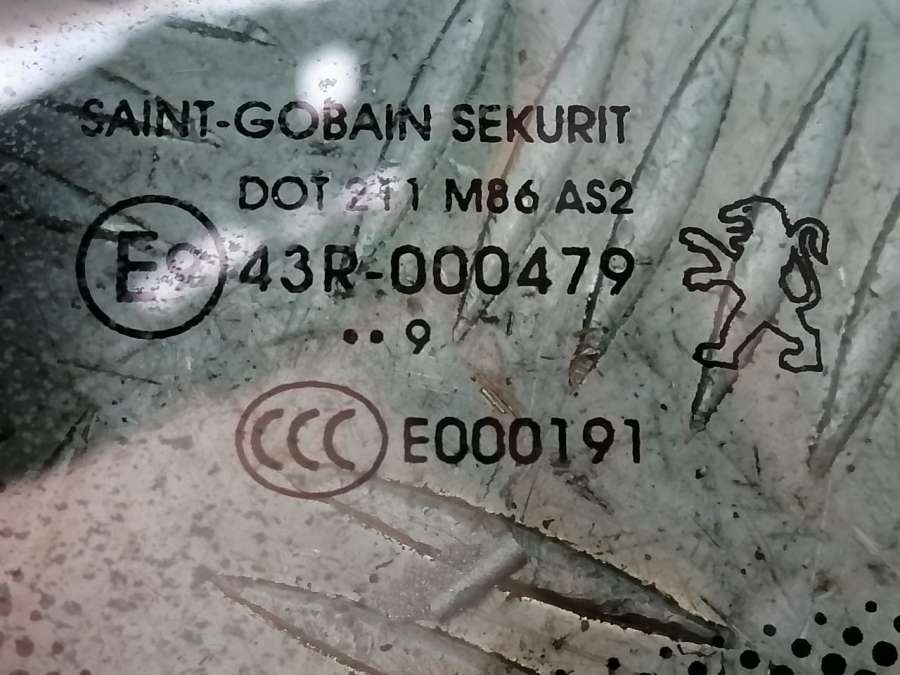 SAINT-GOBAIN SEKURIT
DOT 211 M86 AS2
E9 43R-000479
•• 9
CCC E000191